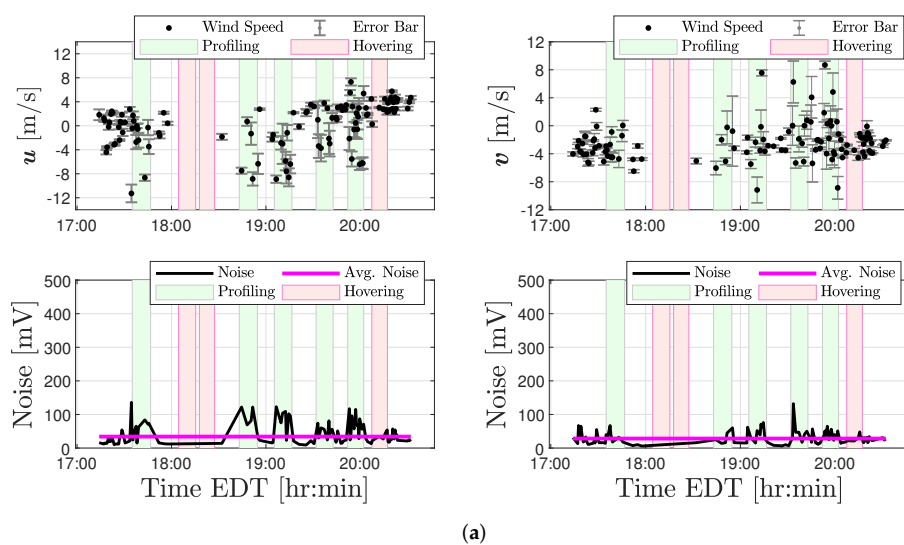 Wind Speed Error Bar
Profiling Hovering
12
8
4
0
-4
-8
-12
u [m/s]
17:00 18:00 19:00 20:00
Wind Speed Error Bar
Profiling Hovering
12
8
4
0
-4
-8
-12
v [m/s]
17:00 18:00 19:00 20:00
Noise Avg. Noise
Profiling Hovering
500
400
300
200
100
0
Noise [mV]
17:00 18:00 19:00 20:00
Time EDT [hr:min]
Noise Avg. Noise
Profiling Hovering
500
400
300
200
100
0
Noise [mV]
17:00 18:00 19:00 20:00
Time EDT [hr:min]
(a)